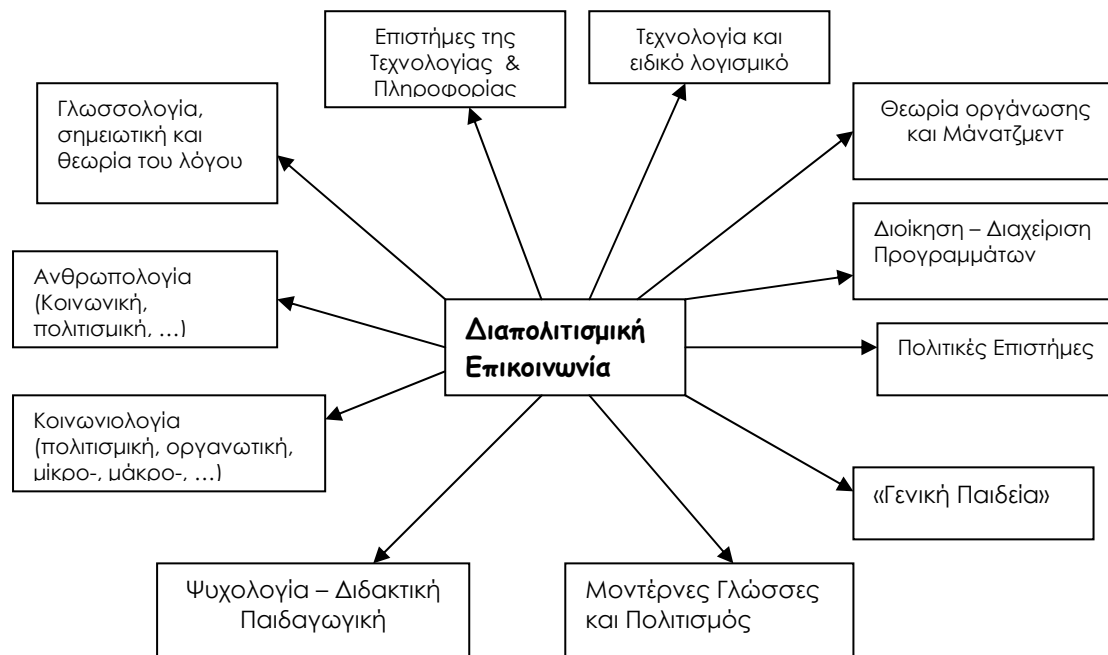 Επιστήμες της
Τεχνολογίας &
Πληροφορίας
Τεχνολογία και
ειδικό λογισμικό
Γλωσσολογία,
σημειωτική και
θεωρία του λόγου
Θεωρία οργάνωσης
και Μάνατζμεντ
Διοίκηση – Διαχείριση
Προγραμμάτων
Ανθρωπολογία
(Κοινωνική,
πολιτισμική, …)
Διαπολιτισμική
Επικοινωνία
Πολιτικές Επιστήμες
Κοινωνιολογία
(πολιτισμική, οργανωτική,
μίκρο-, μάκρο-, …)
«Γενική Παιδεία»
Ψυχολογία – Διδακτική
Παιδαγωγική
Μοντέρνες Γλώσσες
και Πολιτισμός